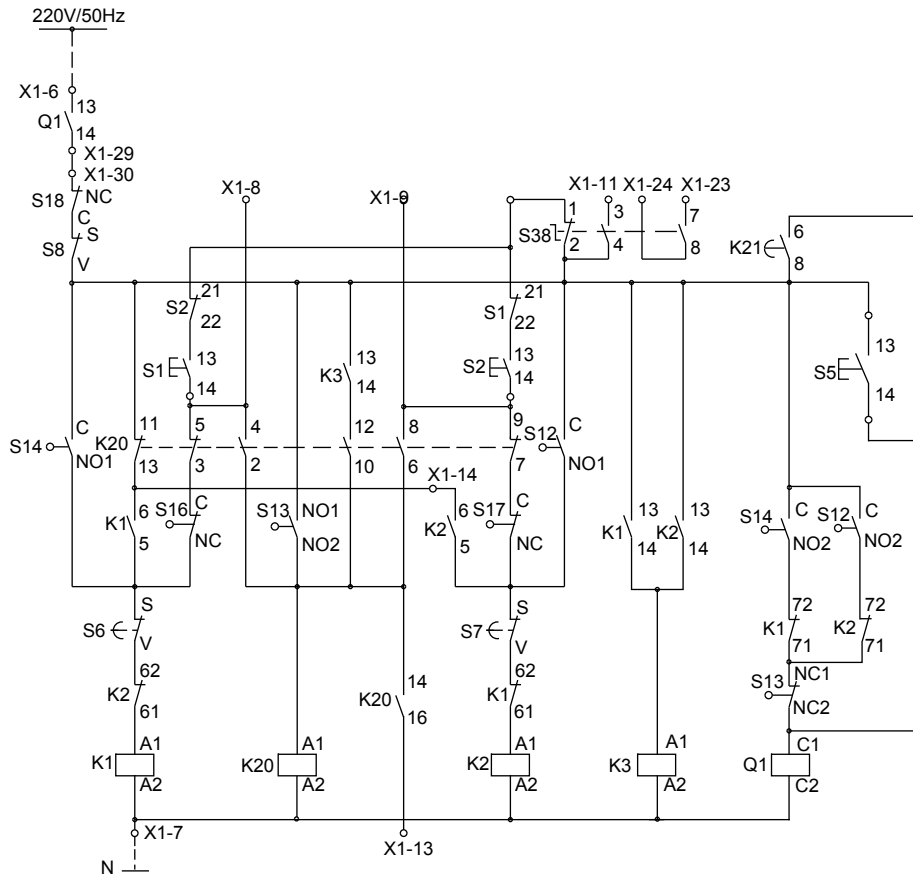 220V/50Hz
X1-6
13
Q1
14
X1-29
X1-30
S18 NC
C
S8 S
V
X1-8
X1-9
X1-11 X1-24 X1-23
1 3 7
S38
2 4 8
K21 6
8
S2 21
22
S1 21
22
S1 13
14
K3 13
14
S2 13
14
S5 13
14
S14 C
NO1
K20 11 5 4 12 8 9
13 3 2 10 6 7
S12 C
NO1
X1-14
K1 6
5
S16 C
NC
S13 NO1
NO2
K2 6
5
S17 C
NC
K1 13
14
K2 13
14
S14 C
NO2
S12 C
NO2
S6 S
V
S7 S
V
K1 72
71
K2 72
71
K2 62
61
K20 14
16
K1 62
61
S13 NC1
NC2
K1 A1
A2
K20 A1
A2
K2 A1
A2
K3 A1
A2
Q1 C1
C2
X1-7
X1-13
N